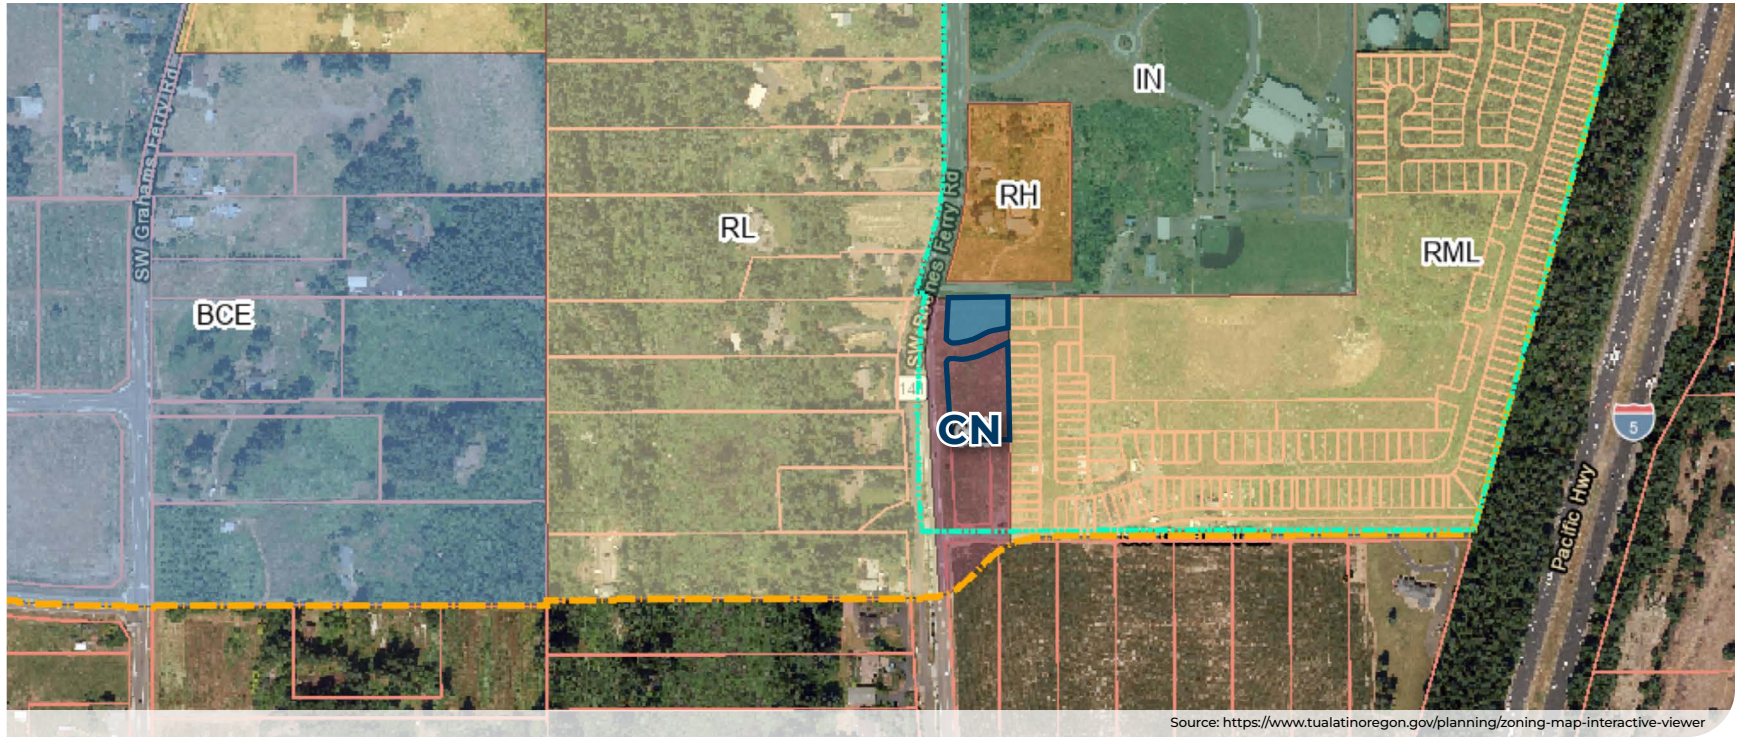 SW Grahams Ferry Rd
IN
RH
RL
RML
BCE
SW Boones Ferry Rd
14
CN
5
Pacific Hwy
Source: https://www.tualatinoregon.gov/planning/zoning-map-interactive-viewer